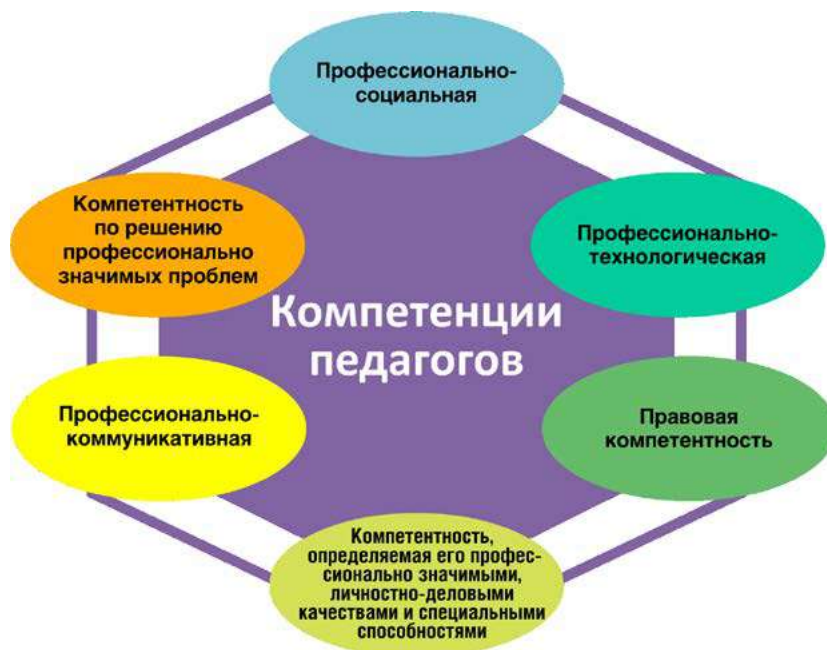 Профессионально-
социальная
Компетентность
по решению
профессионально
значимых проблем
Профессионально-
технологическая
Компетенции
педагогов
Профессионально-
коммуникативная
Правовая
компетентность
Компетентность,
определяемая его профес-
сионально значимыми,
личностно-деловыми
качествами и специальными
способностями